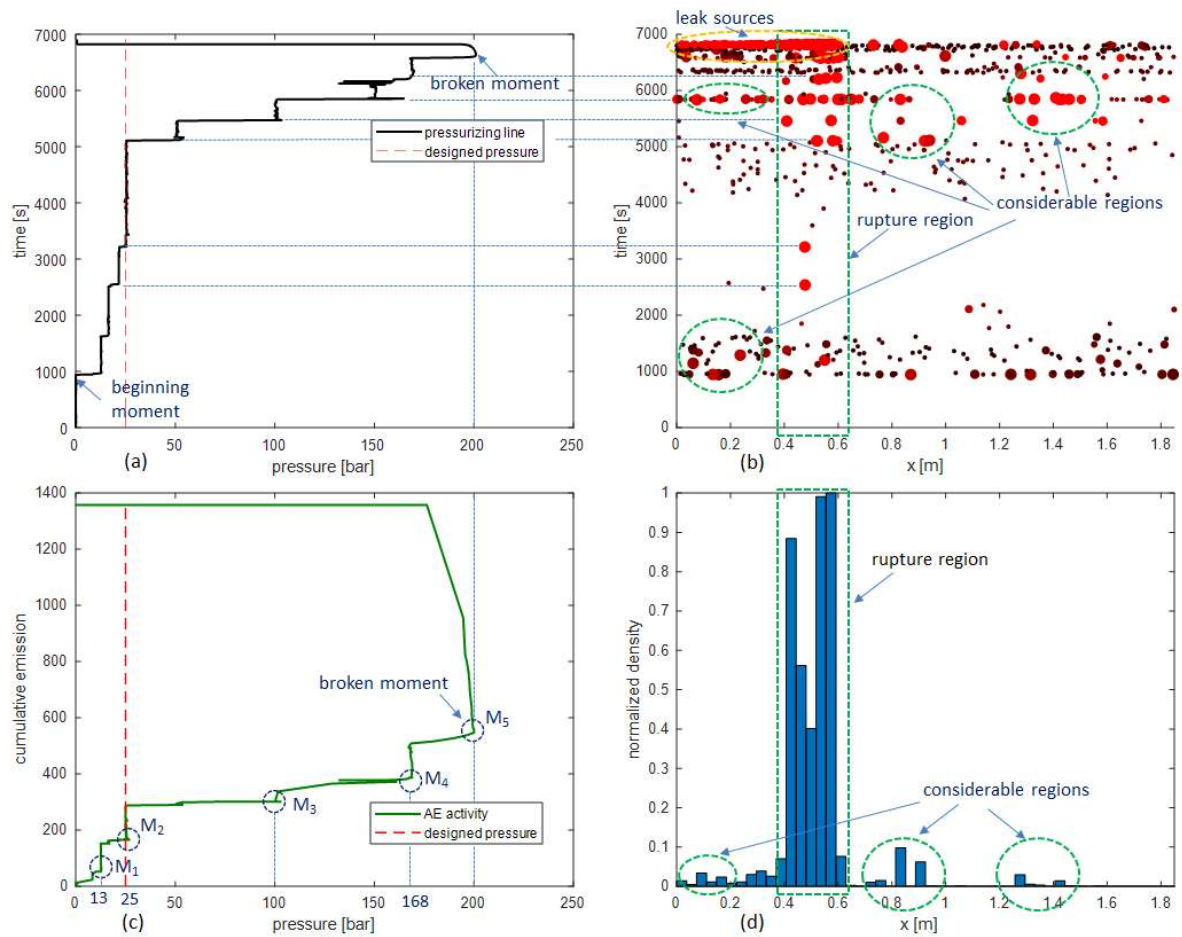 7000
6000
5000
4000
3000
2000
1000
0
time [s]
broken moment
pressurizing line
designed pressure
beginning
moment
0 50 100 150 200 250
(a) pressure [bar]
leak sources
7000
6000
5000
4000
3000
2000
1000
0
time [s]
considerable regions
rupture region
0 0.2 0.4 0.6 0.8 1 1.2 1.4 1.6 1.8
(b) x [m]
1400
1200
1000
800
600
400
200
0
cumulative emission
broken moment
M5
M4
M3
M2
M1
AE activity
designed pressure
13 25 168
0 50 100 150 200 250
(c) pressure [bar]
1
0.9
0.8
0.7
0.6
0.5
0.4
0.3
0.2
0.1
0
normalized density
rupture region
considerable regions
0 0.2 0.4 0.6 0.8 1 1.2 1.4 1.6 1.8
(d) x [m]